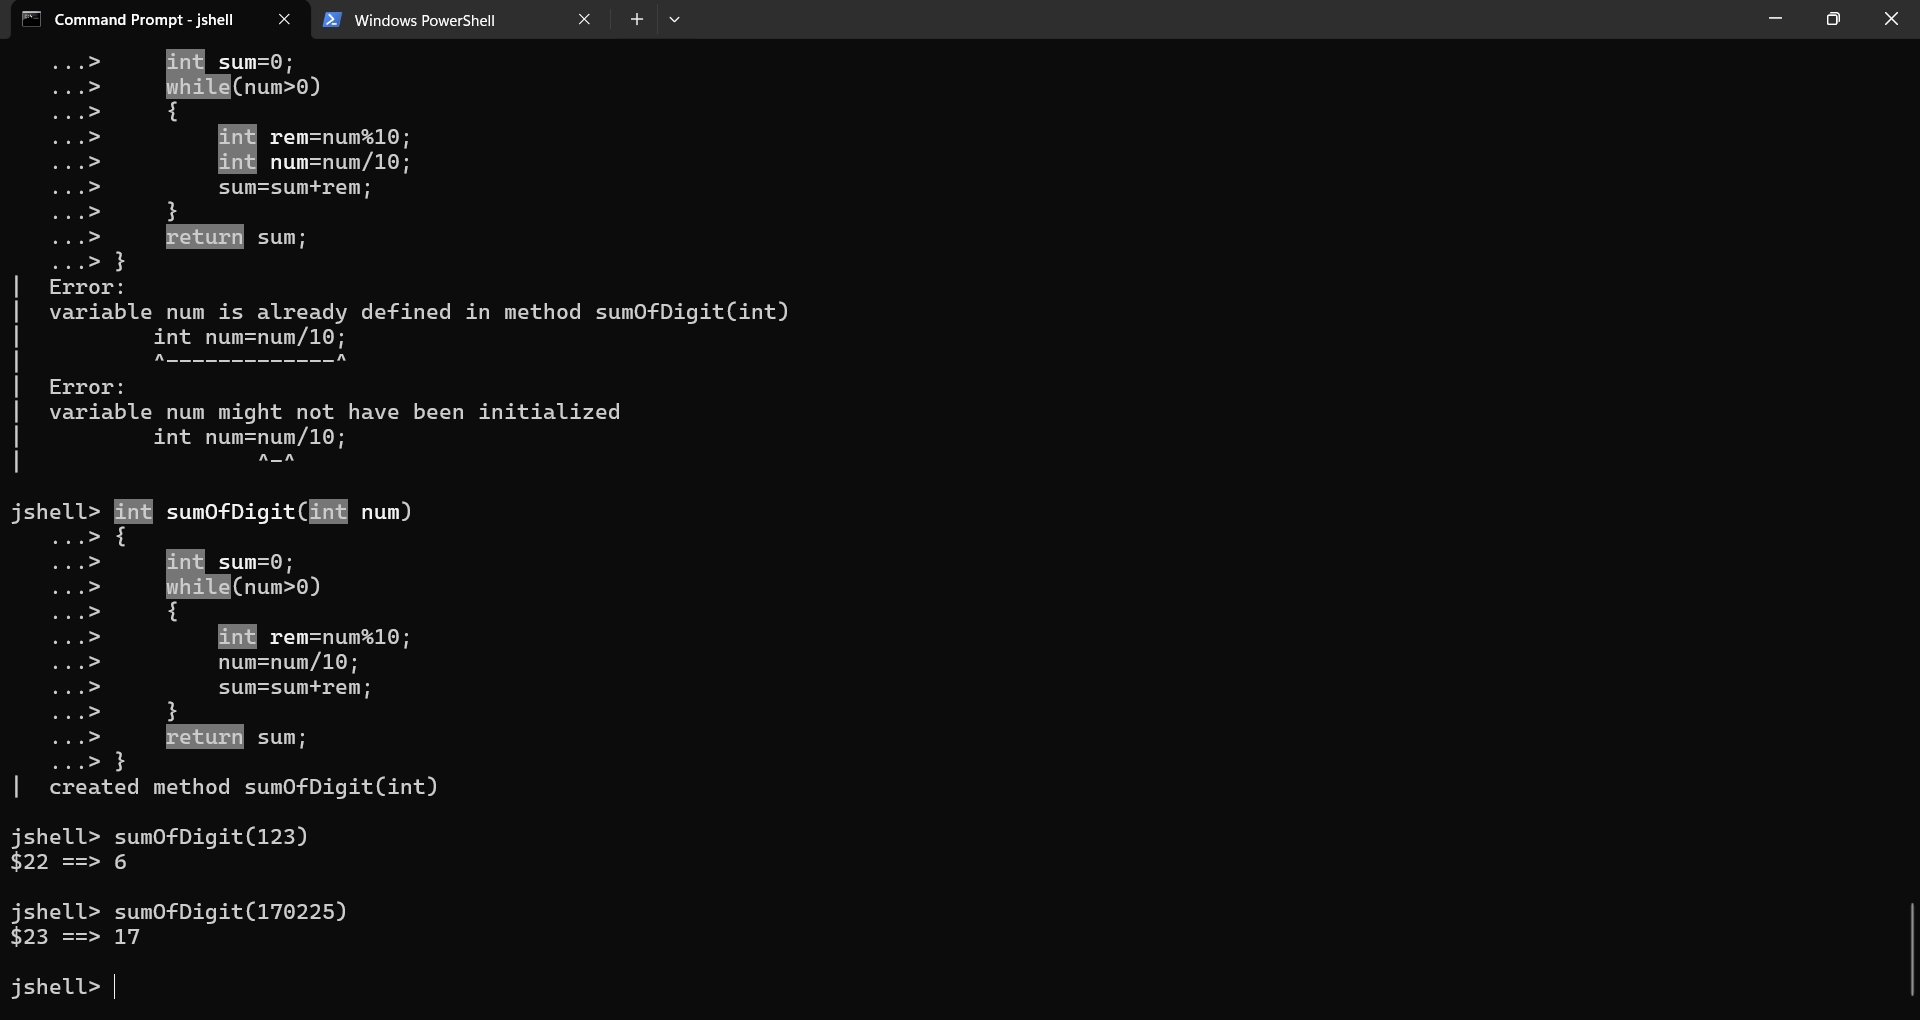 Command Prompt - jshell
Windows PowerShell
...>     int sum=0;
...>     while(num>0)
...>     {
...>         int rem=num%10;
...>         int num=num/10;
...>         sum=sum+rem;
...>     }
...>     return sum;
...> }
|  Error:
|  variable num is already defined in method sumOfDigit(int)
|          int num=num/10;
|          ^-------------^
|  Error:
|  variable num might not have been initialized
|          int num=num/10;
|                  ^-^
jshell> int sumOfDigit(int num)
...> {
...>     int sum=0;
...>     while(num>0)
...>     {
...>         int rem=num%10;
...>         num=num/10;
...>         sum=sum+rem;
...>     }
...>     return sum;
...> }
|  created method sumOfDigit(int)
jshell> sumOfDigit(123)
$22 ==> 6
jshell> sumOfDigit(170225)
$23 ==> 17
jshell>